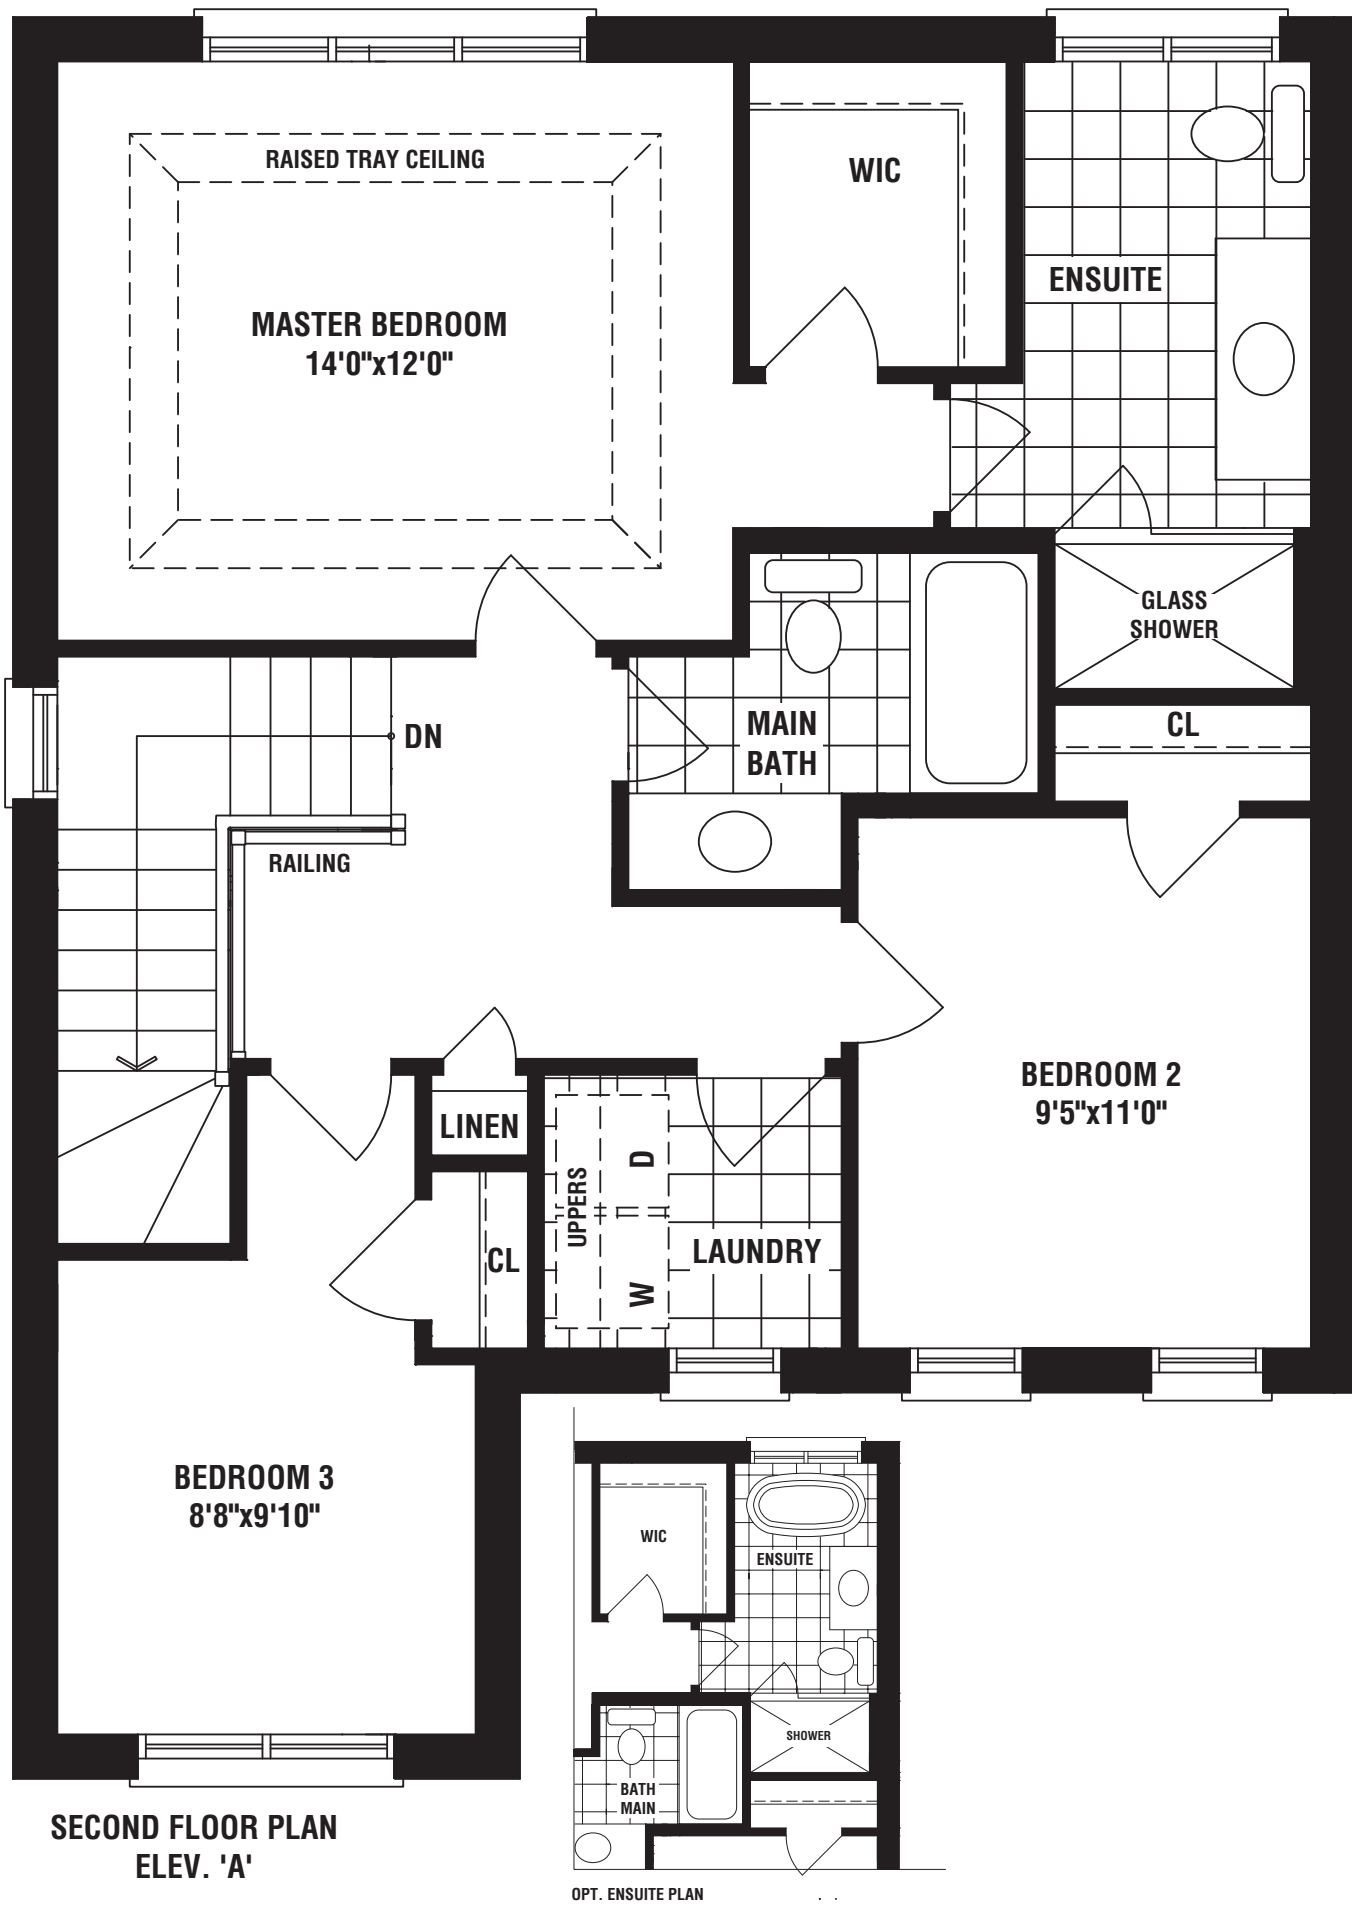 RAISED TRAY CEILING
WIC
ENSUITE
MASTER BEDROOM
14'0"x12'0"
GLASS
SHOWER
MAIN
BATH
CL
DN
RAILING
BEDROOM 2
9'5"x11'0"
LINEN
UPPERS
D
W
LAUNDRY
CL
BEDROOM 3
8'8"x9'10"
WIC
ENSUITE
SHOWER
BATH
MAIN
SECOND FLOOR PLAN
ELEV. 'A'
OPT. ENSUITE PLAN